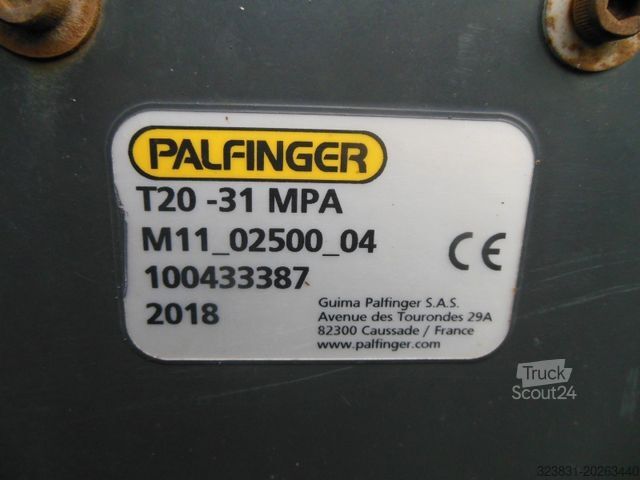 PALFINGER
T20 -31 MPA
M11_02500_04
100433387
2018
CE
Guima Palfinger S.A.S.
Avenue des Tourondes 29A
82300 Caussade / France
www.palfinger.com
Truck
Scout24
323831-20263440